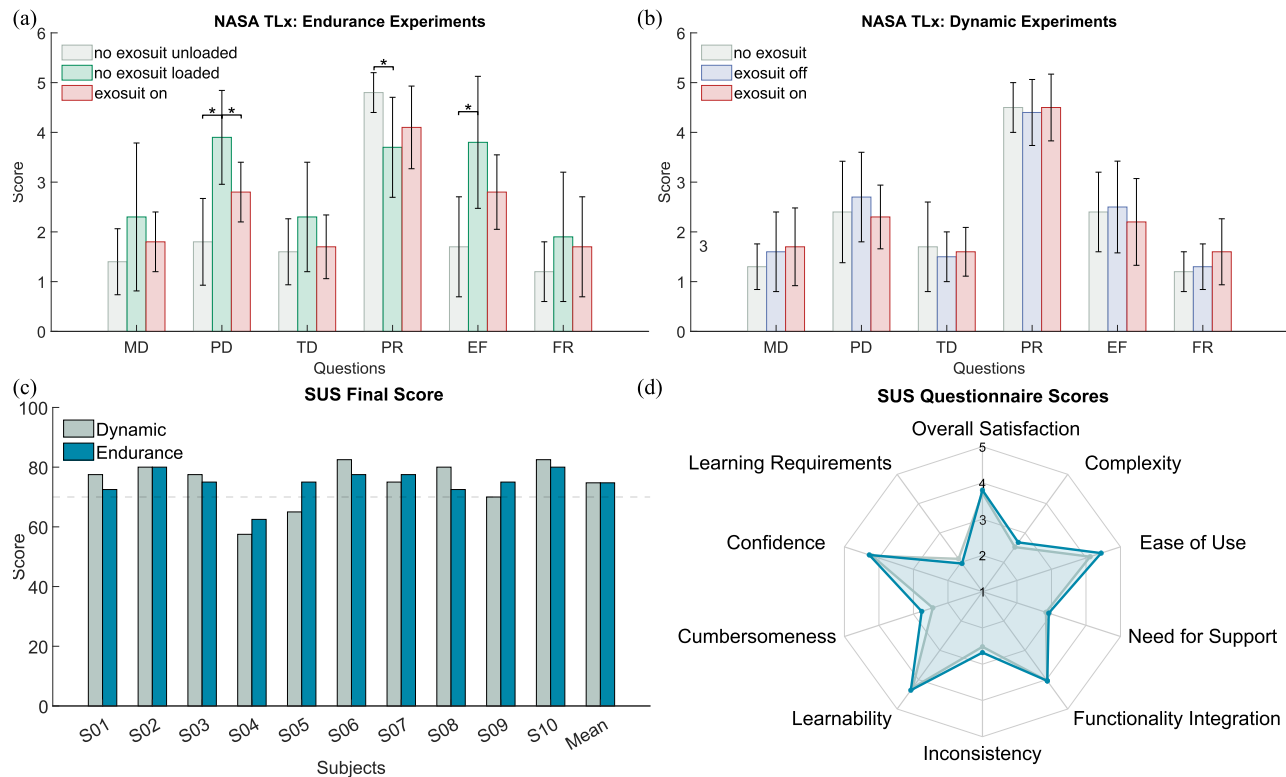 (a)
NASA TLx: Endurance Experiments
6
5
4
3
2
1
0
Score
no exosuit unloaded
no exosuit loaded
exosuit on
*
*
*
*
MD PD TD PR EF FR
Questions
(b)
NASA TLx: Dynamic Experiments
6
5
4
3
2
1
0
Score
3
no exosuit
exosuit off
exosuit on
MD PD TD PR EF FR
Questions
(c)
SUS Final Score
100
80
60
40
20
0
Score
Dynamic
Endurance
S01 S02 S03 S04 S05 S06 S07 S08 S09 S10 Mean
Subjects
(d)
SUS Questionnaire Scores
Overall Satisfaction
Complexity
Ease of Use
Need for Support
Functionality Integration
Inconsistency
Learnability
Cumbersomeness
Confidence
Learning Requirements
5
4
3
2
1